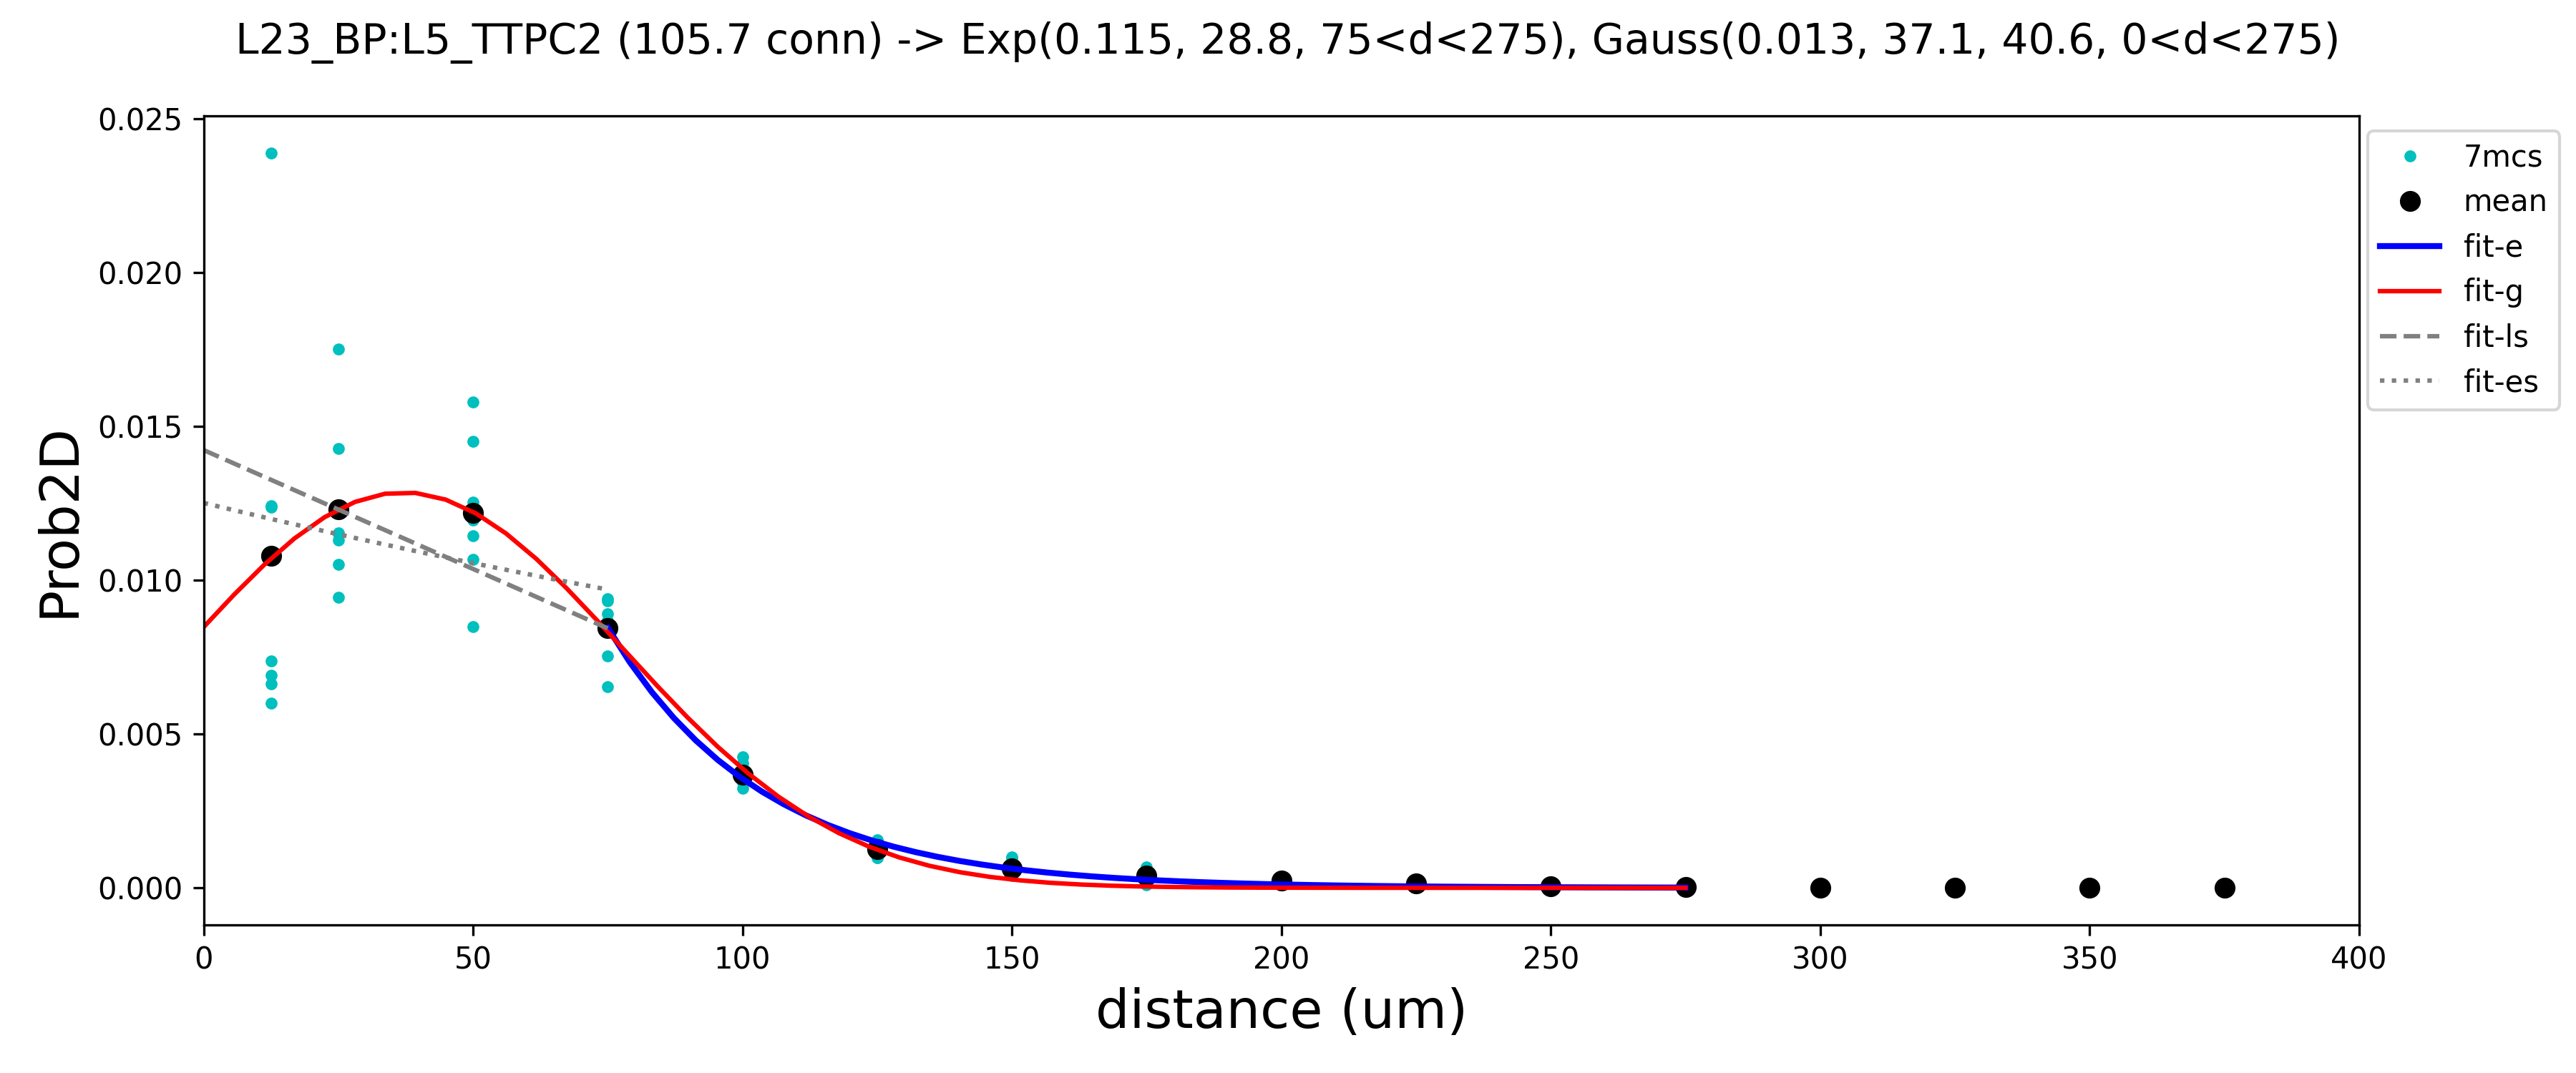 L23_BP:L5_TTPC2 (105.7 conn) -> Exp(0.115, 28.8, 75<d<275), Gauss(0.013, 37.1, 40.6, 0<d<275)
0.025
0.020
0.015
0.010
0.005
0.000
Prob2D
0 50 100 150 200 250 300 350 400
distance (um)
7mcs
mean
fit-e
fit-g
fit-ls
fit-es